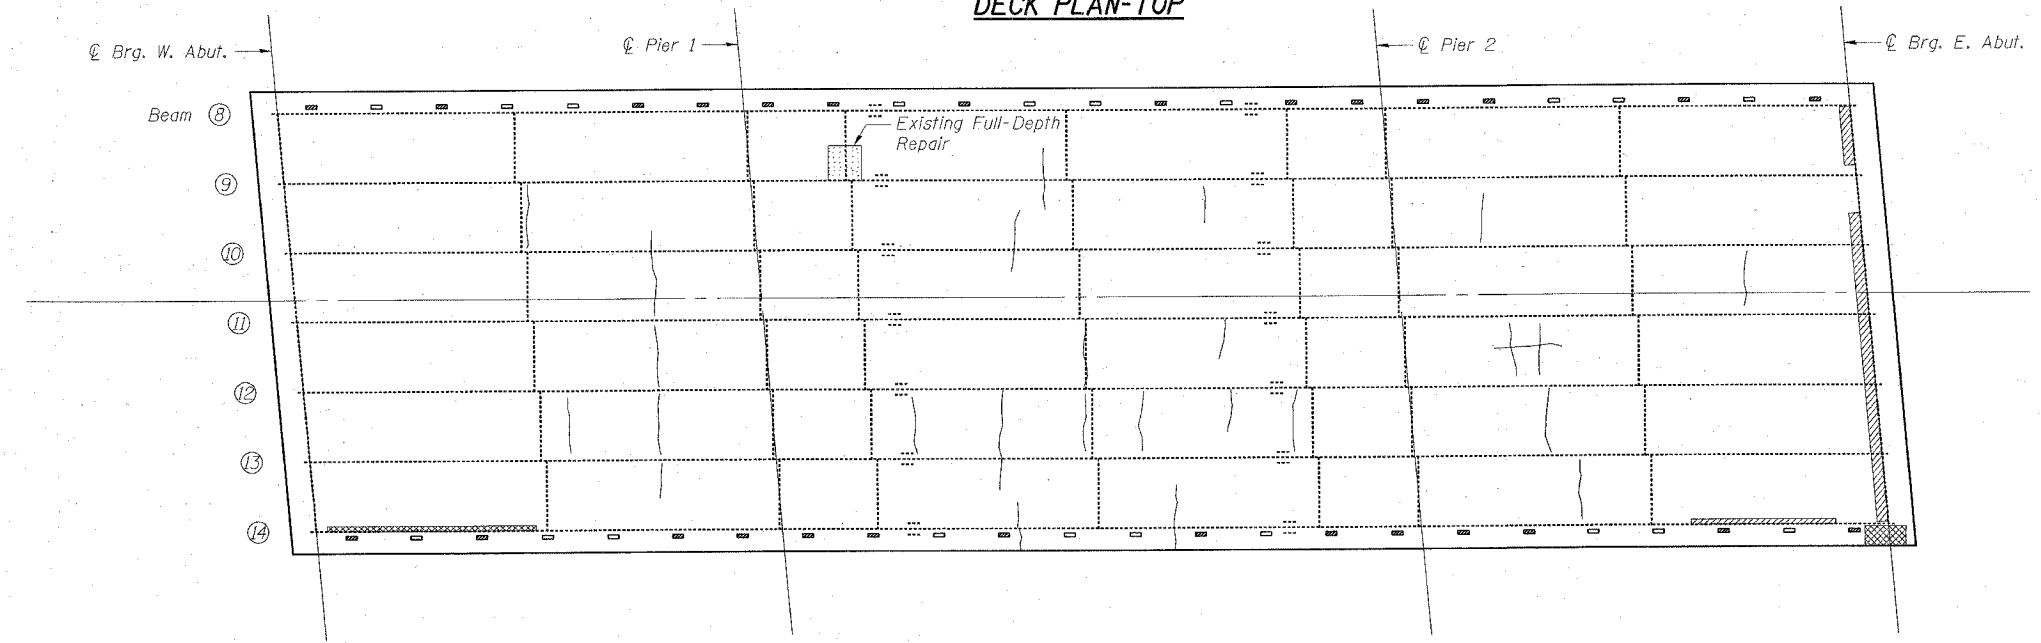 DECK PLAN-TOP
℄ Brg. W. Abut.
℄ Pier 1
℄ Pier 2
℄ Brg. E. Abut.
Beam 8
Existing Full-Depth
Repair
9
10
11
12
13
14